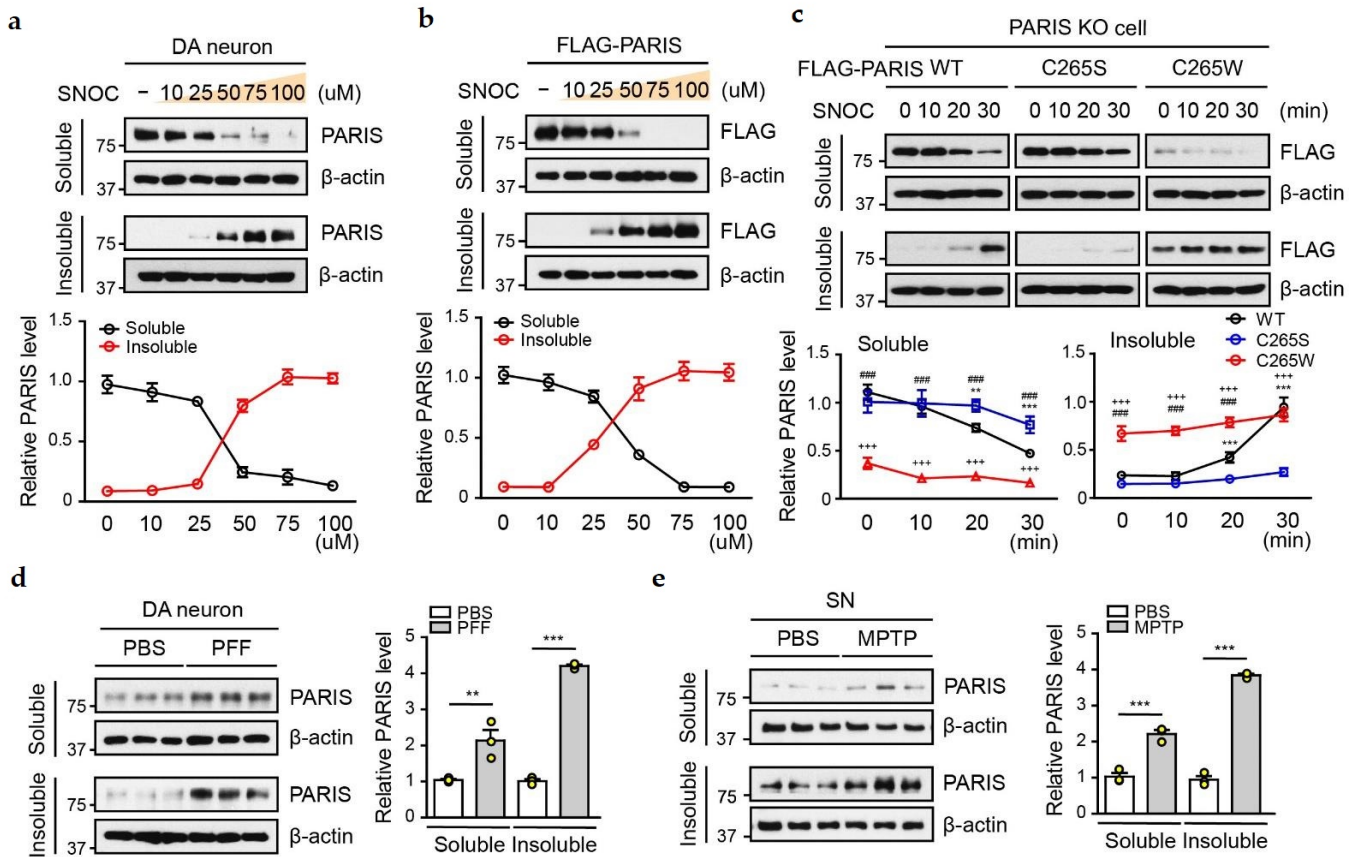 a
DA neuron
SNOC – 10 25 50 75 100 (uM)
Soluble
75
PARIS
37
β-actin
Insoluble
75
PARIS
37
β-actin
Relative PARIS level
1.5
1.0
0.5
0
Soluble
Insoluble
0 10 25 50 75 100
(uM)
b
FLAG-PARIS
SNOC – 10 25 50 75 100 (uM)
Soluble
75
FLAG
37
β-actin
Insoluble
75
FLAG
37
β-actin
Relative PARIS level
1.5
1.0
0.5
0
Soluble
Insoluble
0 10 25 50 75 100
(uM)
c
PARIS KO cell
FLAG-PARIS WT C265S C265W
SNOC 0 10 20 30 0 10 20 30 0 10 20 30 (min)
Soluble
75
FLAG
37
β-actin
Insoluble
75
FLAG
37
β-actin
Relative PARIS level
Soluble
1.5
1.0
0.5
0
### ### ### ###
** ***
+++ +++ +++ +++
0 10 20 30
(min)
Insoluble
WT
C265S
C265W
1.5
1.0
0.5
0
+++ +++ +++ +++
### ### ### ***
***
0 10 20 30
(min)
d
DA neuron
PBS PFF
Soluble
75
PARIS
37
β-actin
Insoluble
75
PARIS
37
β-actin
PBS
PFF
Relative PARIS level
5
4
3
2
1
0
** ***
Soluble Insoluble
e
SN
PBS MPTP
Soluble
75
PARIS
37
β-actin
Insoluble
75
PARIS
37
β-actin
PBS
MPTP
Relative PARIS level
5
4
3
2
1
0
*** ***
Soluble Insoluble